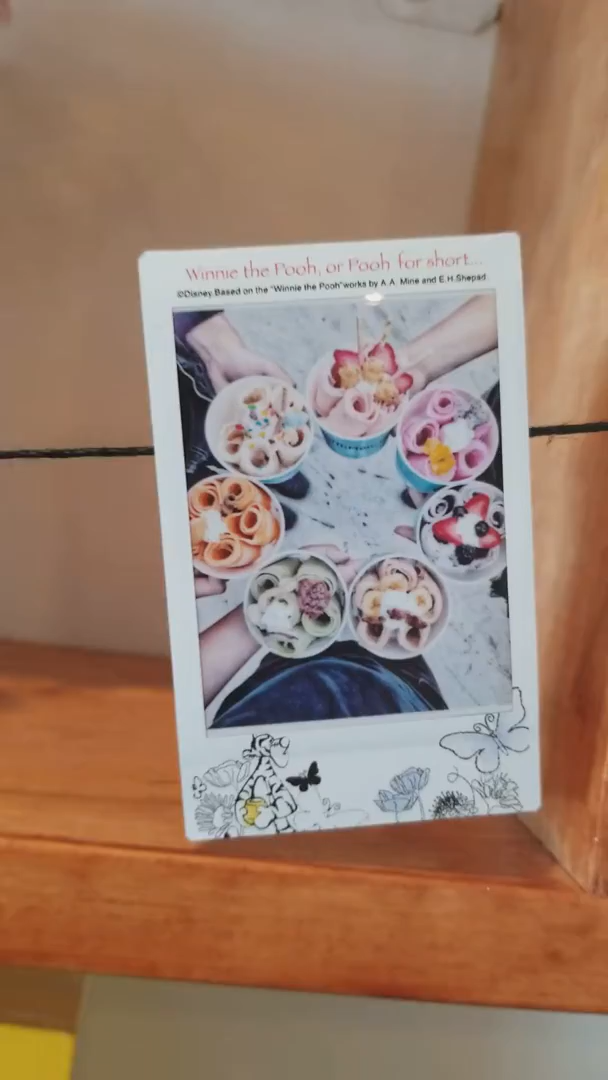 Winnie the Pooh, or Pooh for short...
©Disney.Based on the "Winnie the Pooh"works by A.A. Mine and E.H.Shepad